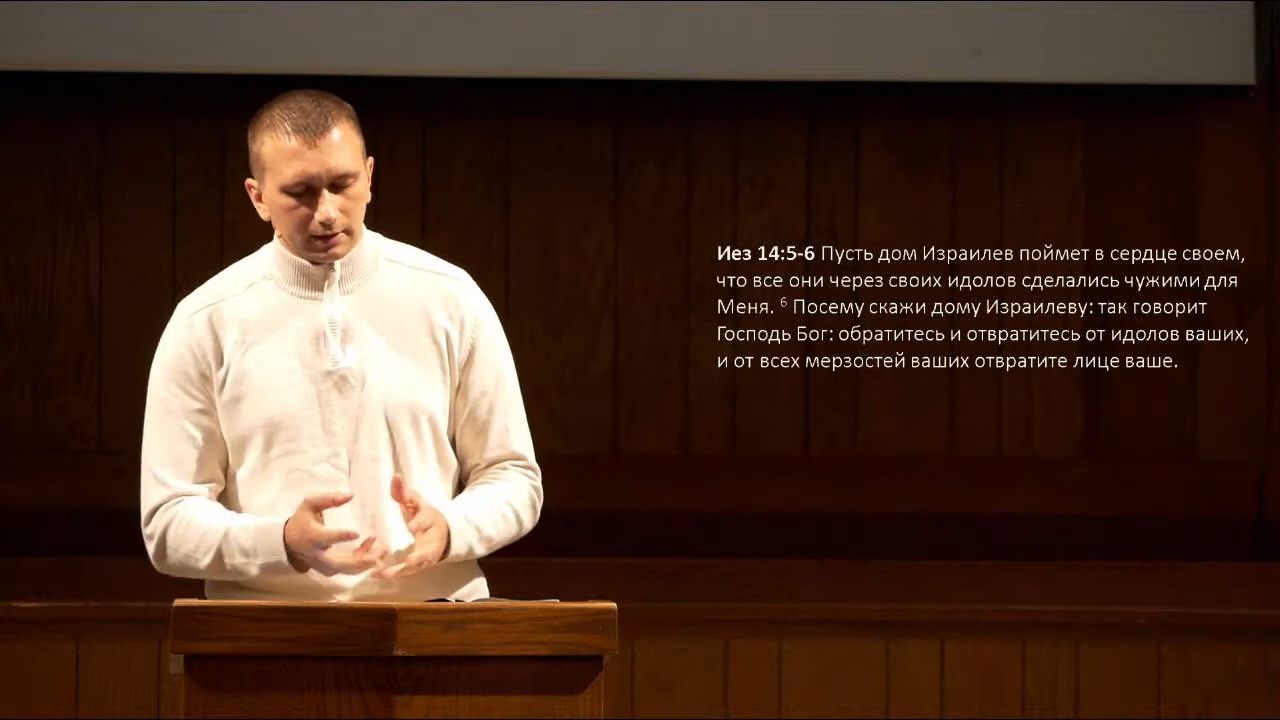 Иез 14:5-6 Пусть дом Израилев поймет в сердце своем,
что все они через своих идолов сделались чужими для
Меня. ⁶ Посему скажи дому Израилеву: так говорит
Господь Бог: обратитесь и отвратитесь от идолов ваших,
и от всех мерзостей ваших отвратите лице ваше.